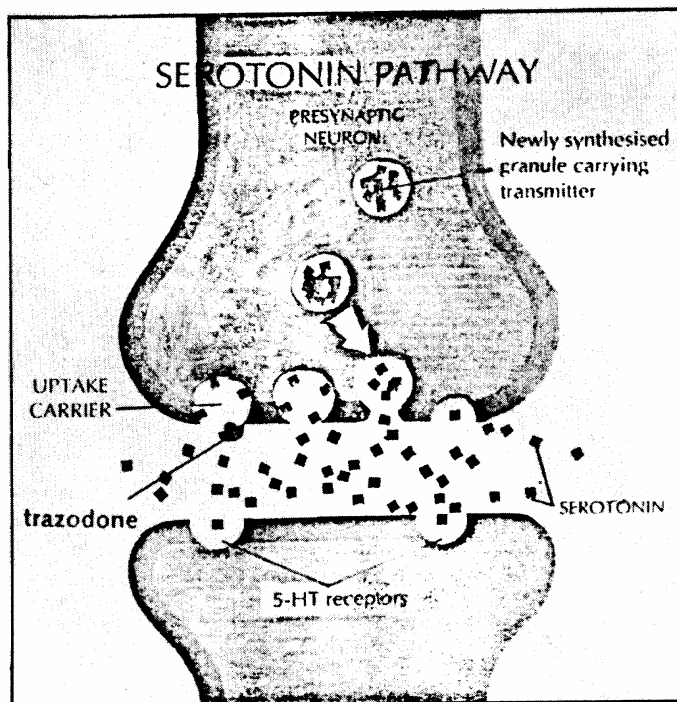 SEROTONIN PATHWAY
PRESYNAPTIC
NEURON
Newly synthesised
granule carrying
transmitter
UPTAKE
CARRIER
trazodone
SEROTONIN
5-HT receptors